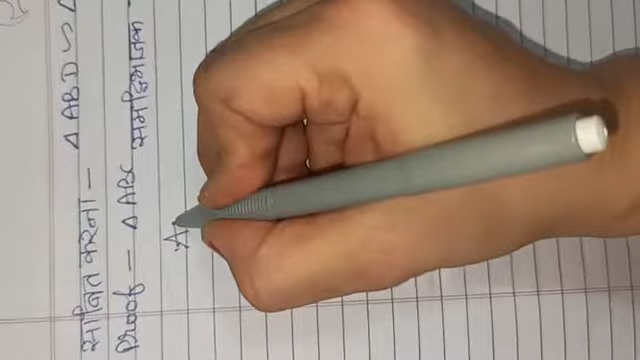 साबित करना - △ ABD ∽ △
Proof - △ ABC समद्विबाहु
A